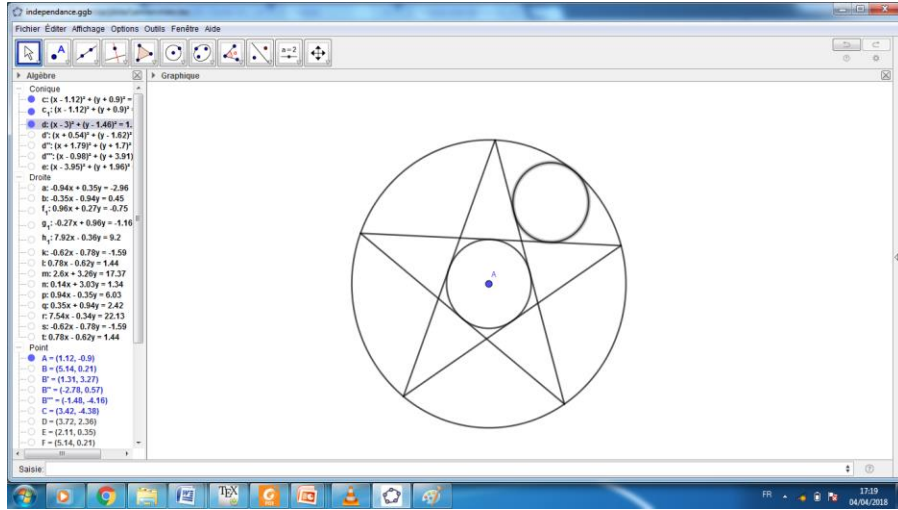 independance.ggb
Fichier Éditer Affichage Options Outils Fenêtre Aide
a=2
Algèbre
Graphique
Conique
c: (x - 1.12)² + (y + 0.9)² =
c₁: (x - 1.12)² + (y + 0.9)²
d: (x - 3)² + (y - 1.46)² = 1.
d': (x + 0.54)² + (y - 1.62)²
d'': (x + 1.79)² + (y + 1.7)²
d''': (x - 0.98)² + (y + 3.91)
e: (x - 3.95)² + (y + 1.96)²
Droite
a: -0.94x + 0.35y = -2.96
b: -0.35x - 0.94y = 0.45
f₁: 0.96x + 0.27y = -0.75
g₁: -0.27x + 0.96y = -1.16
h₁: 7.92x - 0.36y = 9.2
k: -0.62x - 0.78y = -1.59
l: 0.78x - 0.62y = 1.44
m: 2.6x + 3.26y = 17.37
n: 0.14x + 3.03y = 1.34
p: 0.94x - 0.35y = 6.03
q: 0.35x + 0.94y = 2.42
r: 7.54x - 0.34y = 22.13
s: -0.62x - 0.78y = -1.59
t: 0.78x - 0.62y = 1.44
Point
A = (1.12, -0.9)
B = (5.14, 0.21)
B' = (1.31, 3.27)
B'' = (-2.78, 0.57)
B''' = (-1.48, -4.16)
C = (3.42, -4.38)
D = (3.72, 2.36)
E = (2.11, 0.35)
F = (5.14, 0.21)
A
Saisie:
TEX
FR
17:19
04/04/2018